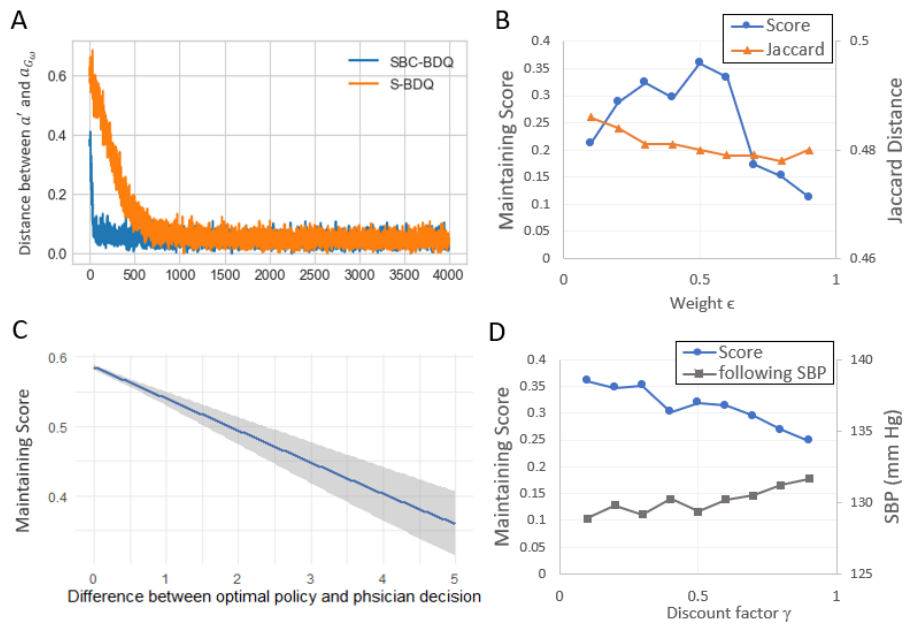 A
Distance between a′ and a_Gω
0.6
0.4
0.2
0.0
SBC-BDQ
S-BDQ
0 500 1000 1500 2000 2500 3000 3500 4000
B
Score
Jaccard
Maintaining Score
0.4
0.35
0.3
0.25
0.2
0.15
0.1
0.05
0
0.5
0.48
0.46
Jaccard Distance
0 0.5 1
Weight ϵ
C
Maintaining Score
0.6
0.5
0.4
0 1 2 3 4 5
Difference between optimal policy and phsician decision
D
Score
following SBP
Maintaining Score
0.4
0.35
0.3
0.25
0.2
0.15
0.1
0.05
0
140
135
130
125
SBP (mm Hg)
0 0.5 1
Discount factor γ